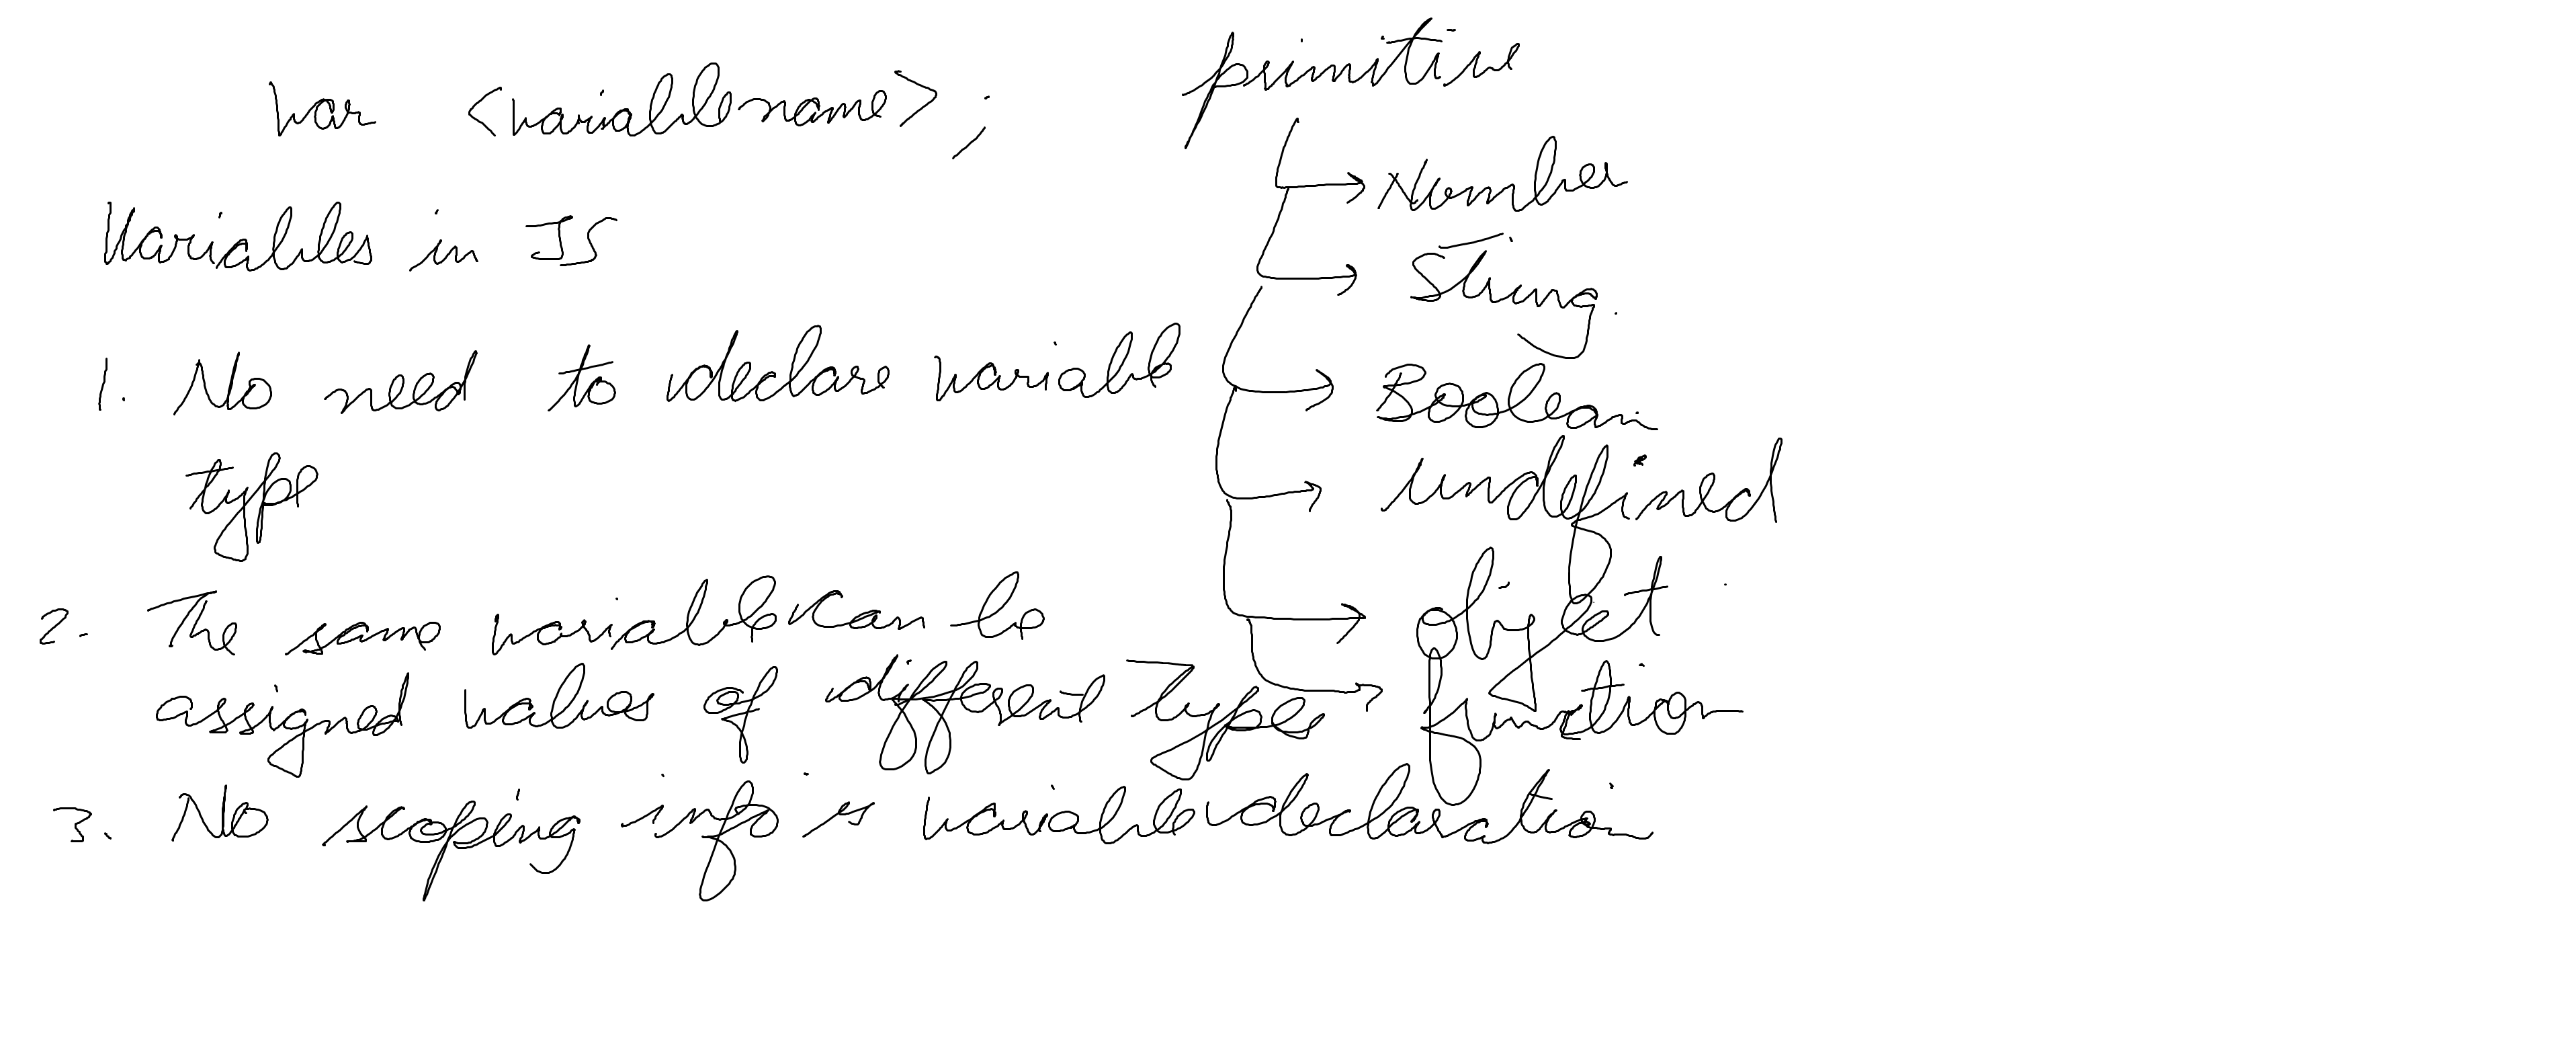 var <variablename>;
Variables in JS
1. No need to declare variable
type
2. The same variable can be
assigned values of different types
3. No scoping info is variable declaration
primitive
Number
String
Boolean
undefined
object
function